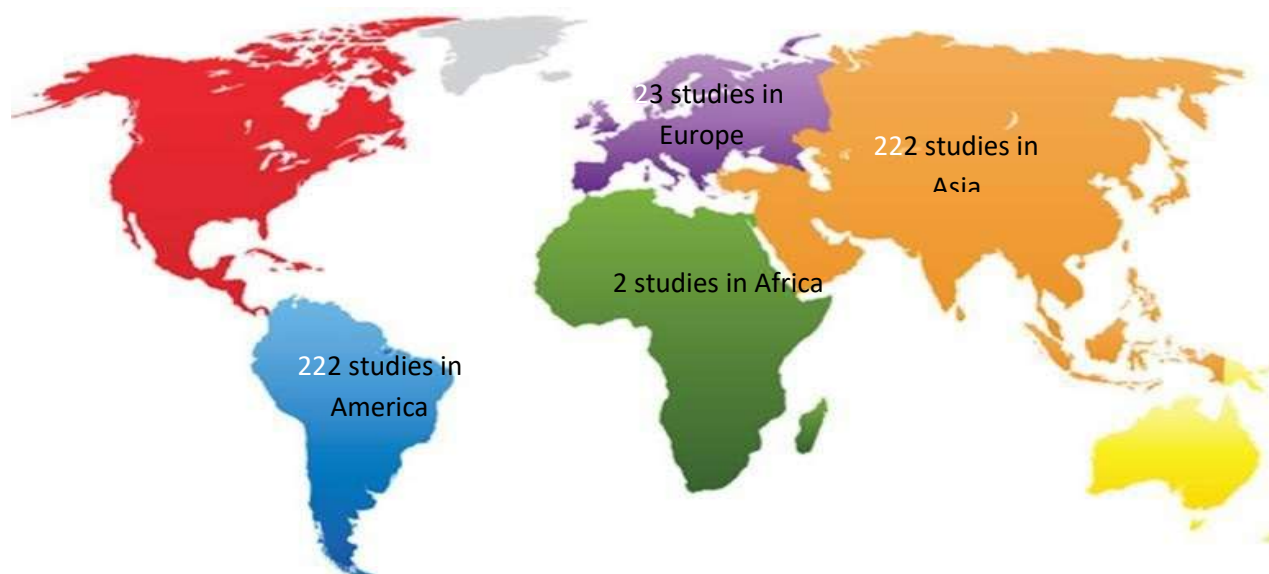 23 studies in
Europe
222 studies in
Asia
2 studies in Africa
222 studies in
America